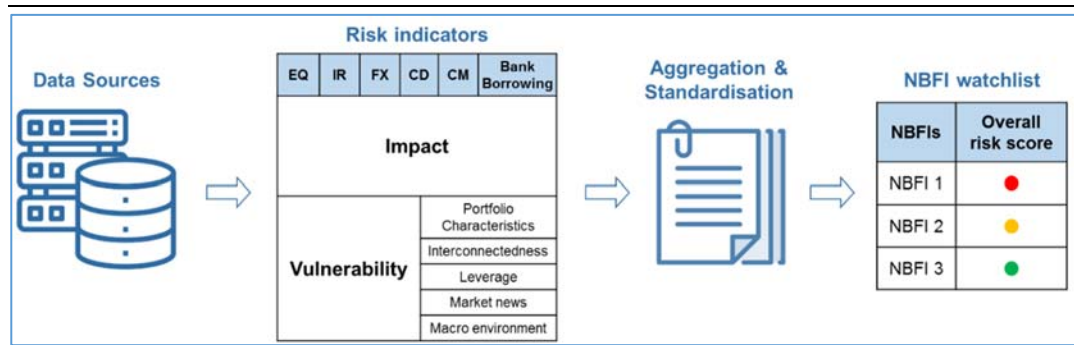 Data Sources
Risk indicators
EQ
IR
FX
CD
CM
Bank
Borrowing
Impact
Vulnerability
Portfolio
Characteristics
Interconnectedness
Leverage
Market news
Macro environment
Aggregation &
Standardisation
NBFI watchlist
NBFIs
Overall
risk score
NBFI 1
NBFI 2
NBFI 3